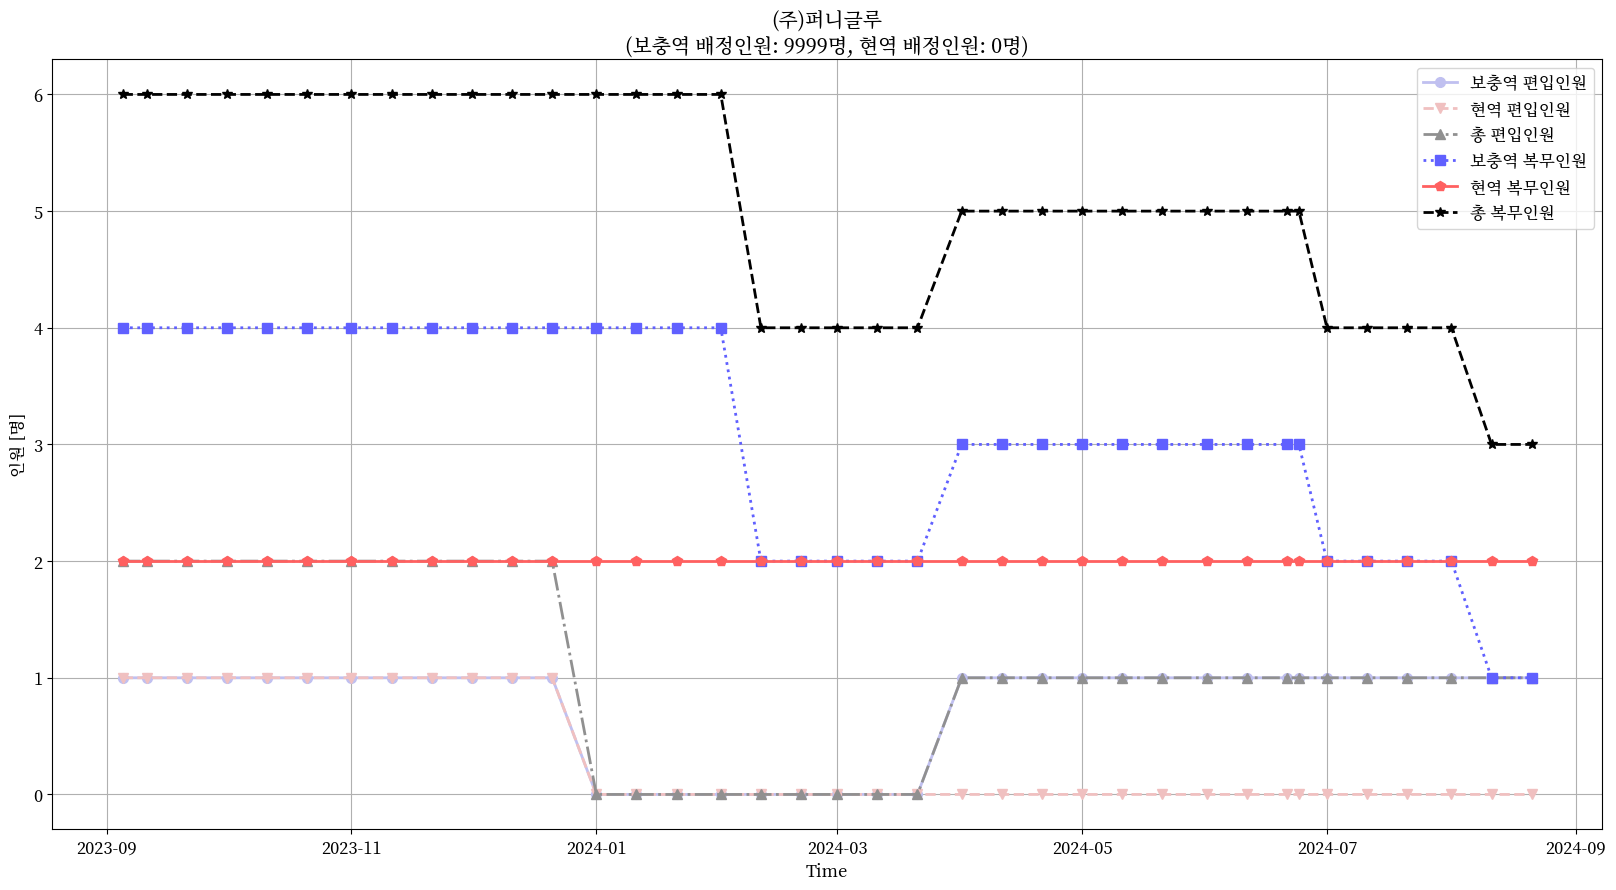 (주)퍼니글루
(보충역 배정인원: 9999명, 현역 배정인원: 0명)
보충역 편입인원
현역 편입인원
총 편입인원
보충역 복무인원
현역 복무인원
총 복무인원
인원 [명]
6
5
4
3
2
1
0
2023-09 2023-11 2024-01 2024-03 2024-05 2024-07 2024-09
Time